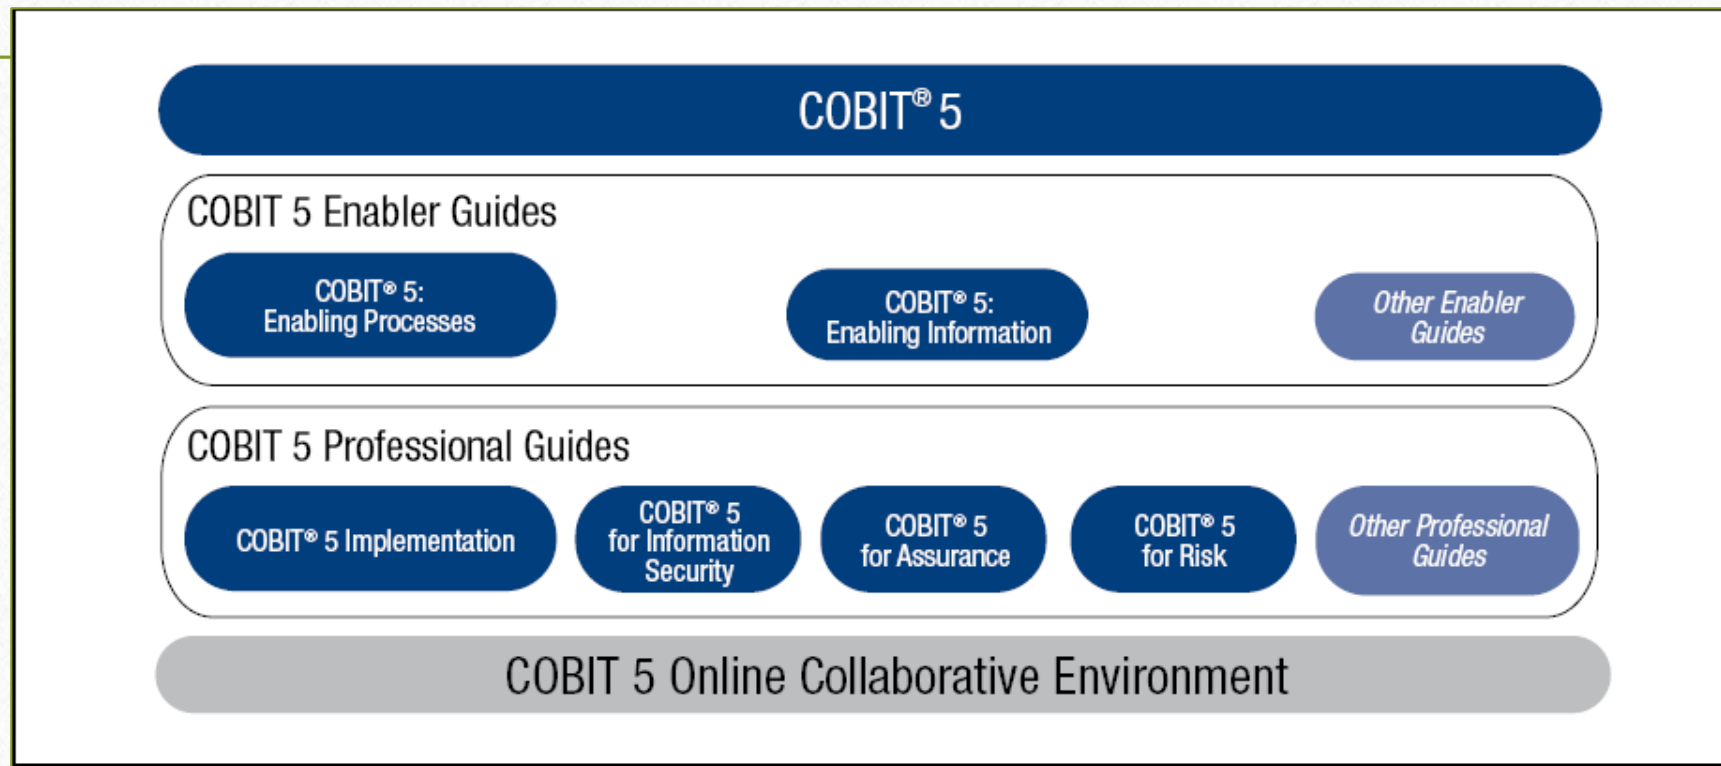 COBIT® 5
COBIT 5 Enabler Guides
COBIT® 5:
Enabling Processes
COBIT® 5:
Enabling Information
Other Enabler
Guides
COBIT 5 Professional Guides
COBIT® 5 Implementation
COBIT® 5
for Information
Security
COBIT® 5
for Assurance
COBIT® 5
for Risk
Other Professional
Guides
COBIT 5 Online Collaborative Environment